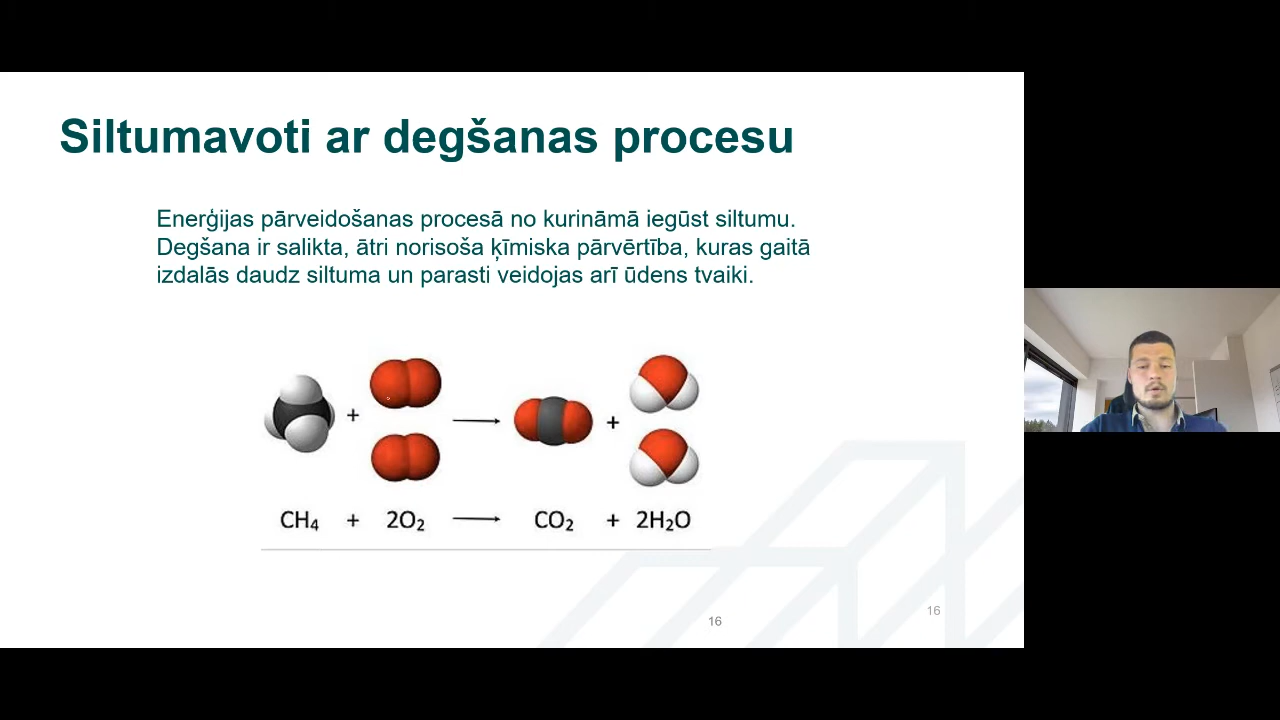 Siltumavoti ar degšanas procesu
Enerģijas pārveidošanas procesā no kurināmā iegūst siltumu.
Degšana ir salikta, ātri norisoša ķīmiska pārvērtība, kuras gaitā
izdalās daudz siltuma un parasti veidojas arī ūdens tvaiki.
+ +
CH₄ + 2O₂ → CO₂ + 2H₂O
16
16